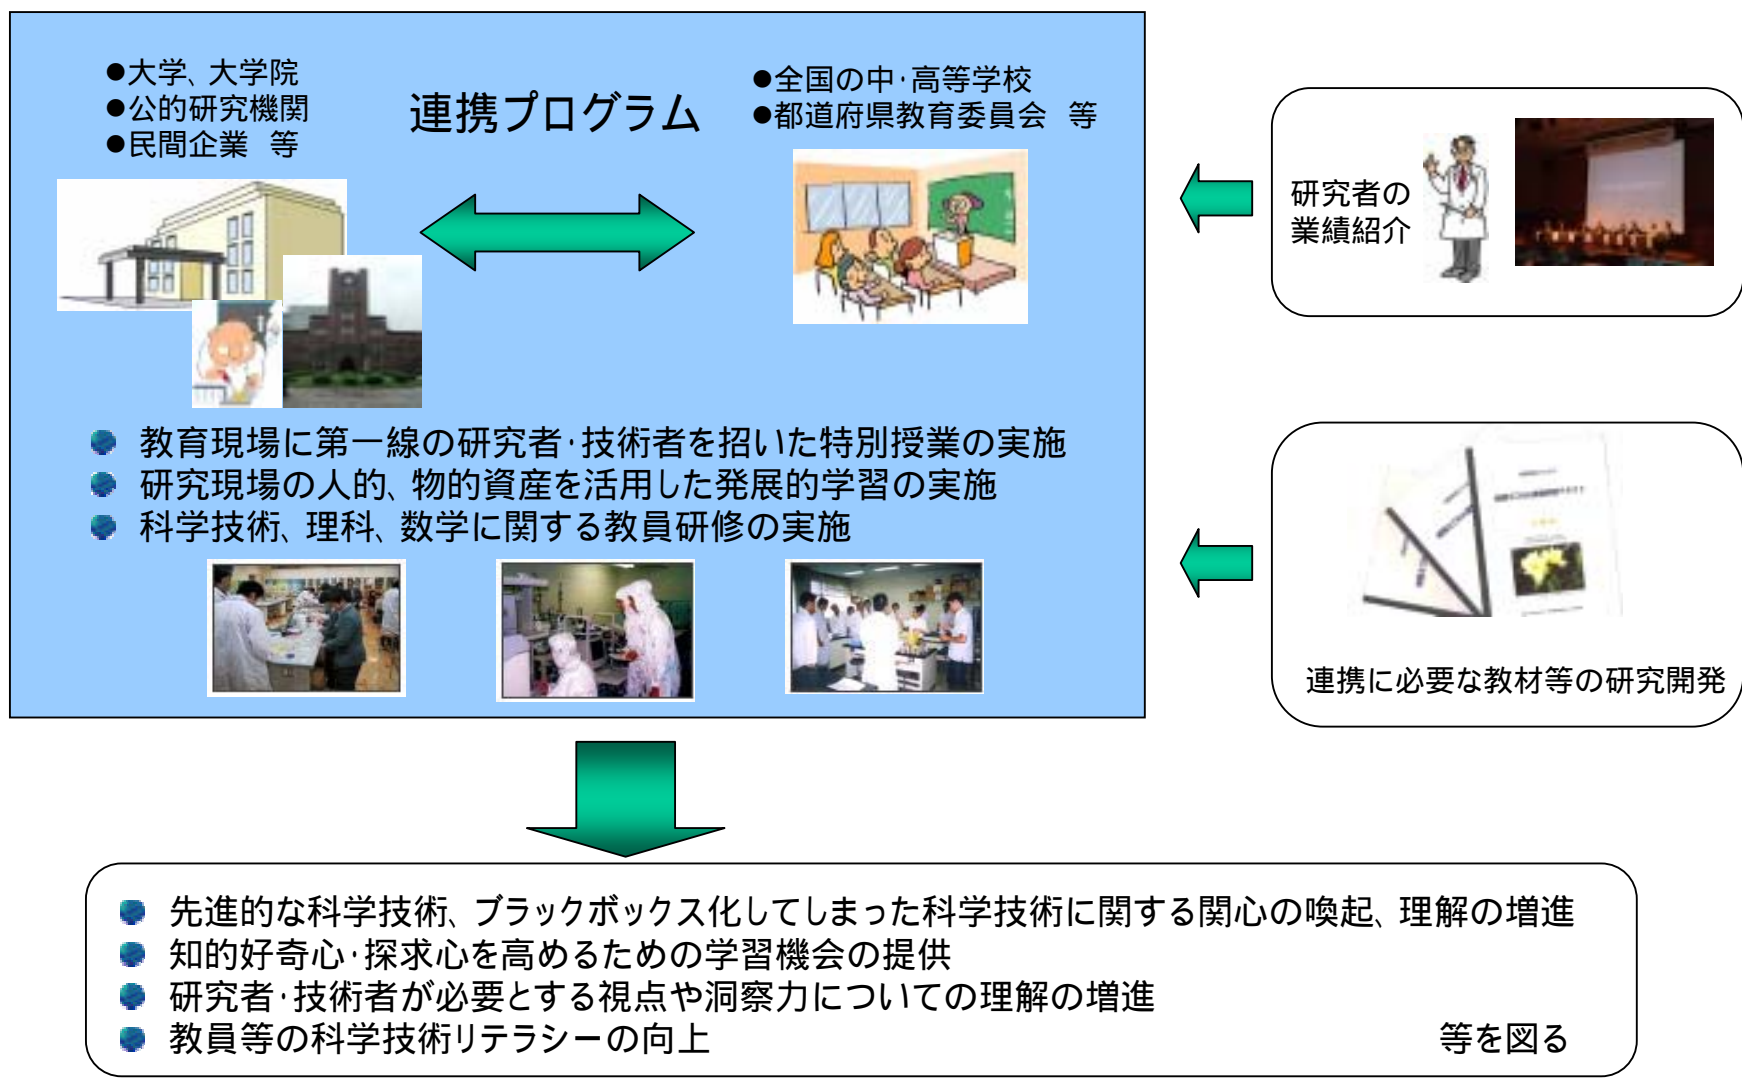 ●大学、大学院
●公的研究機関
●民間企業　等
連携プログラム
●全国の中・高等学校
●都道府県教育委員会　等
教育現場に第一線の研究者・技術者を招いた特別授業の実施
研究現場の人的、物的資産を活用した発展的学習の実施
科学技術、理科、数学に関する教員研修の実施
研究者の
業績紹介
連携に必要な教材等の研究開発
先進的な科学技術、ブラックボックス化してしまった科学技術に関する関心の喚起、理解の増進
知的好奇心・探求心を高めるための学習機会の提供
研究者・技術者が必要とする視点や洞察力についての理解の増進
教員等の科学技術リテラシーの向上　等を図る